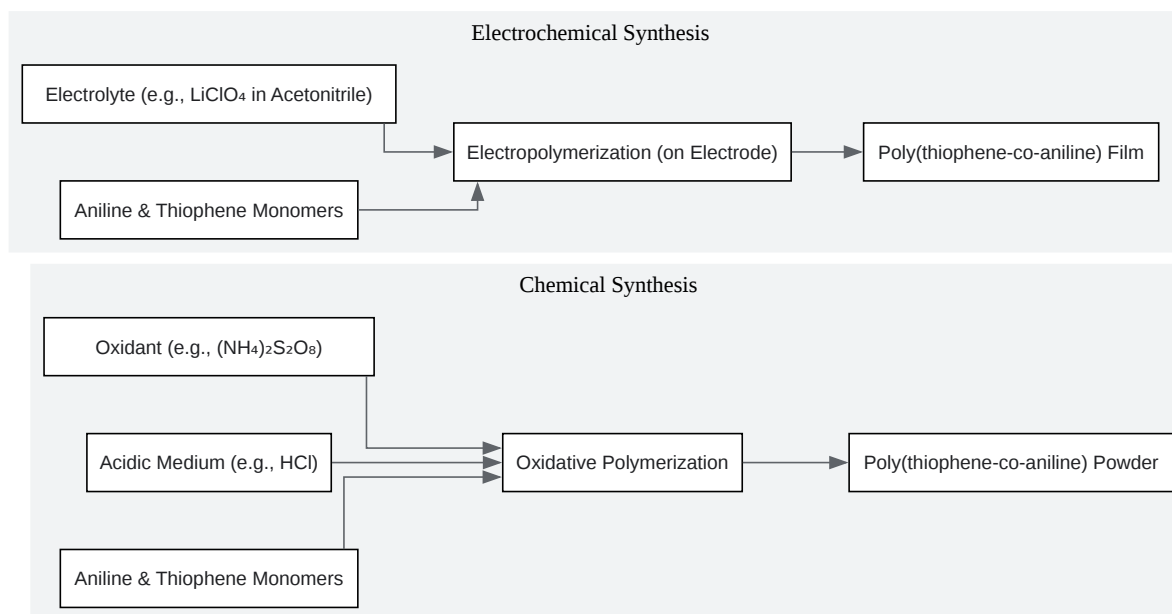 Electrochemical Synthesis
Electrolyte (e.g., LiClO₄ in Acetonitrile)
Electropolymerization (on Electrode)
Poly(thiophene-co-aniline) Film
Aniline & Thiophene Monomers
Chemical Synthesis
Oxidant (e.g., (NH₄)₂S₂O₈)
Acidic Medium (e.g., HCl)
Oxidative Polymerization
Poly(thiophene-co-aniline) Powder
Aniline & Thiophene Monomers